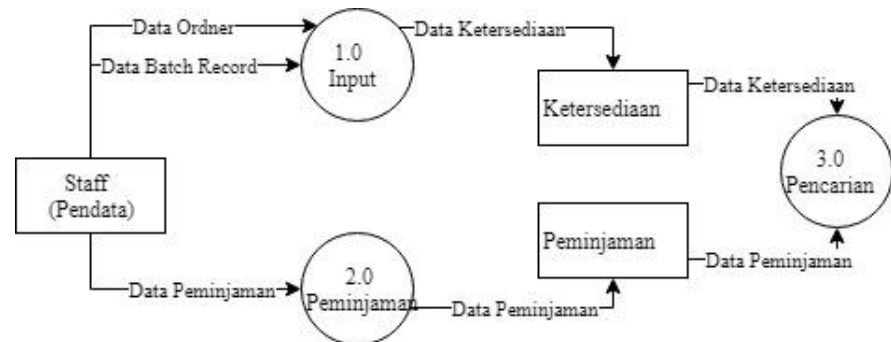 Data Ordner
Data Batch Record
1.0
Input
Data Ketersediaan
Ketersediaan
Data Ketersediaan
3.0
Pencarian
Staff
(Pendata)
Peminjaman
Data Peminjaman
Data Peminjaman
2.0
Peminjaman
Data Peminjaman